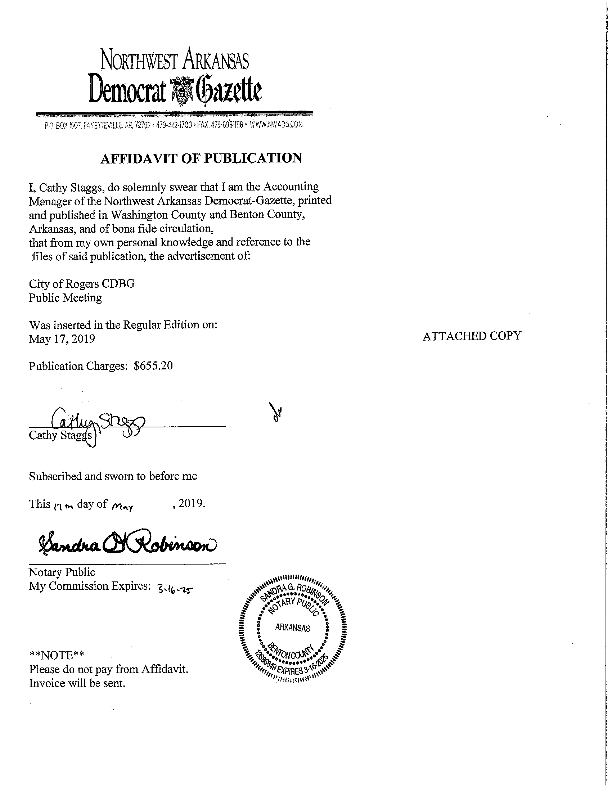 NORTHWEST ARKANSAS
Democrat Gazette
P.O. BOX 1607, FAYETTEVILLE, AR, 72702 • 479-442-1700 • FAX: 479-695-1118 • WWW.NWADG.COM
AFFIDAVIT OF PUBLICATION
I, Cathy Staggs, do solemnly swear that I am the Accounting
Manager of the Northwest Arkansas Democrat-Gazette, printed
and published in Washington County and Benton County,
Arkansas, and of bona fide circulation,
that from my own personal knowledge and reference to the
files of said publication, the advertisement of:
City of Rogers CDBG
Public Meeting
Was inserted in the Regular Edition on:
May 17, 2019
ATTACHED COPY
Publication Charges: $655.20
Cathy Staggs
Cathy Staggs
Subscribed and sworn to before me
This 17th day of May , 2019.
Sandra G Robinson
Notary Public
My Commission Expires: 3-16-25
SANDRA G. ROBINSON
NOTARY PUBLIC
ARKANSAS
BENTON COUNTY
EXPIRES 3-16-2025
**NOTE**
Please do not pay from Affidavit.
Invoice will be sent.